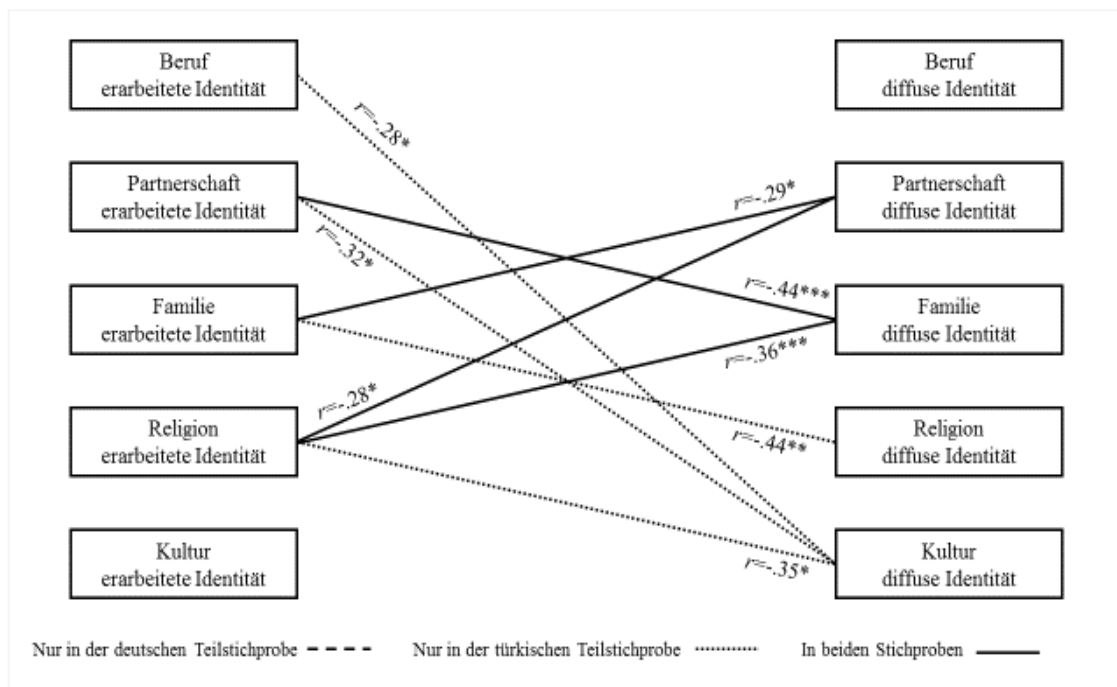 Beruf
erarbeitete Identität
Beruf
diffuse Identität
r=-.28*
Partnerschaft
erarbeitete Identität
r=-.29*
Partnerschaft
diffuse Identität
r=-.32*
Familie
erarbeitete Identität
r=-.44***
Familie
diffuse Identität
r=-.36***
r=-.28*
Religion
erarbeitete Identität
r=-.44**
Religion
diffuse Identität
Kultur
erarbeitete Identität
r=-.35*
Kultur
diffuse Identität
Nur in der deutschen Teilstichprobe
Nur in der türkischen Teilstichprobe
In beiden Stichproben